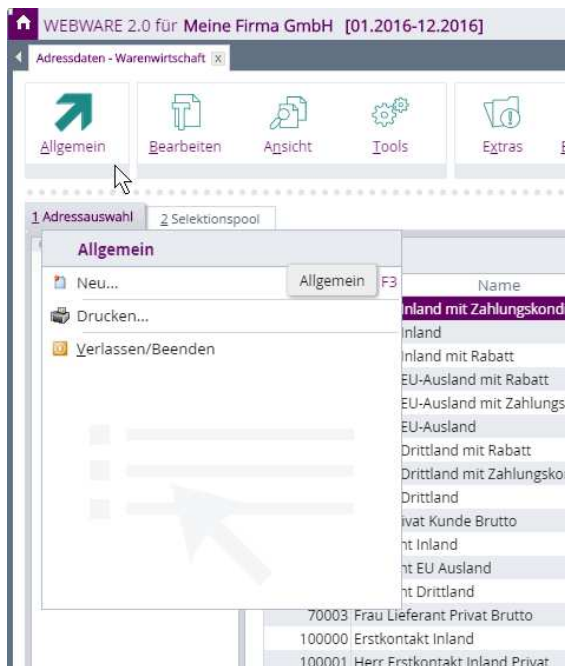 WEBWARE 2.0 für Meine Firma GmbH [01.2016-12.2016]
Adressdaten - Warenwirtschaft x
Allgemein Bearbeiten Ansicht Tools Extras
1 Adressauswahl 2 Selektionspool
Allgemein
Neu... Allgemein F3 Name
Inland mit Zahlungskond
Drucken...
Inland
Verlassen/Beenden
Inland mit Rabatt
EU-Ausland mit Rabatt
EU-Ausland mit Zahlungs
EU-Ausland
Drittland mit Rabatt
Drittland mit Zahlungsko
Drittland
ivat Kunde Brutto
nt Inland
nt EU Ausland
nt Drittland
70003 Frau Lieferant Privat Brutto
100000 Erstkontakt Inland
100001 Herr Erstkontakt Inland Privat